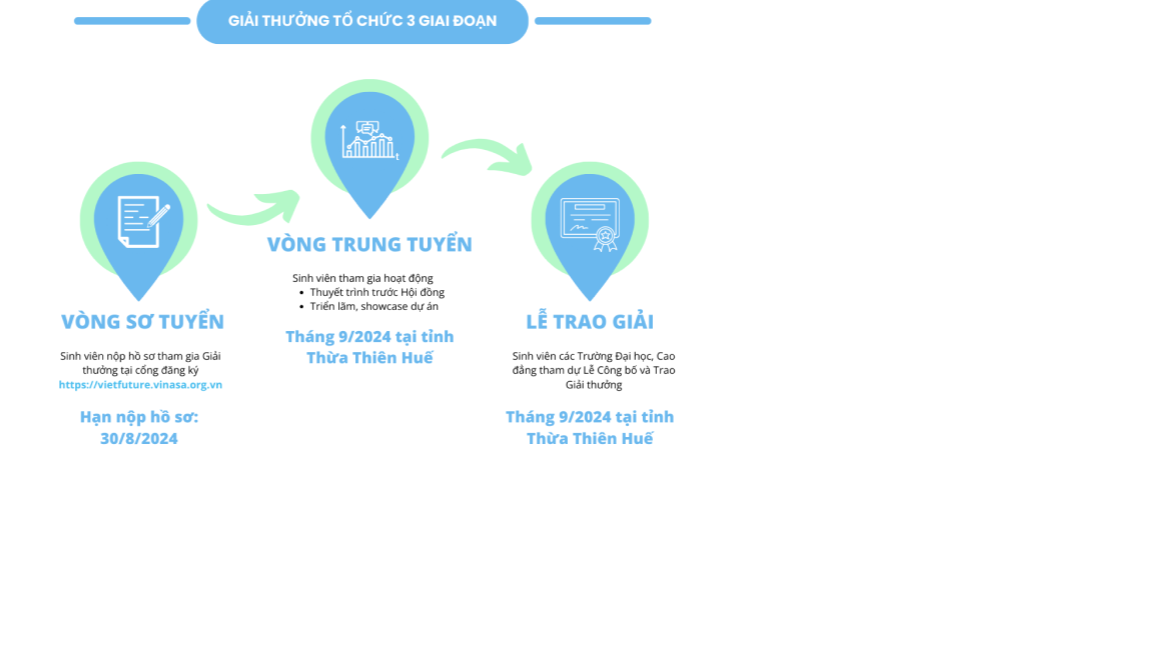 GIẢI THƯỞNG TỔ CHỨC 3 GIAI ĐOẠN
VÒNG SƠ TUYỂN
Sinh viên nộp hồ sơ tham gia Giải
thưởng tại cổng đăng ký
https://vietfuture.vinasa.org.vn
Hạn nộp hồ sơ:
30/8/2024
t
VÒNG TRUNG TUYỂN
Sinh viên tham gia hoạt động
• Thuyết trình trước Hội đồng
• Triển lãm, showcase dự án
Tháng 9/2024 tại tỉnh
Thừa Thiên Huế
LỄ TRAO GIẢI
Sinh viên các Trường Đại học, Cao
đẳng tham dự Lễ Công bố và Trao
Giải thưởng
Tháng 9/2024 tại tỉnh
Thừa Thiên Huế